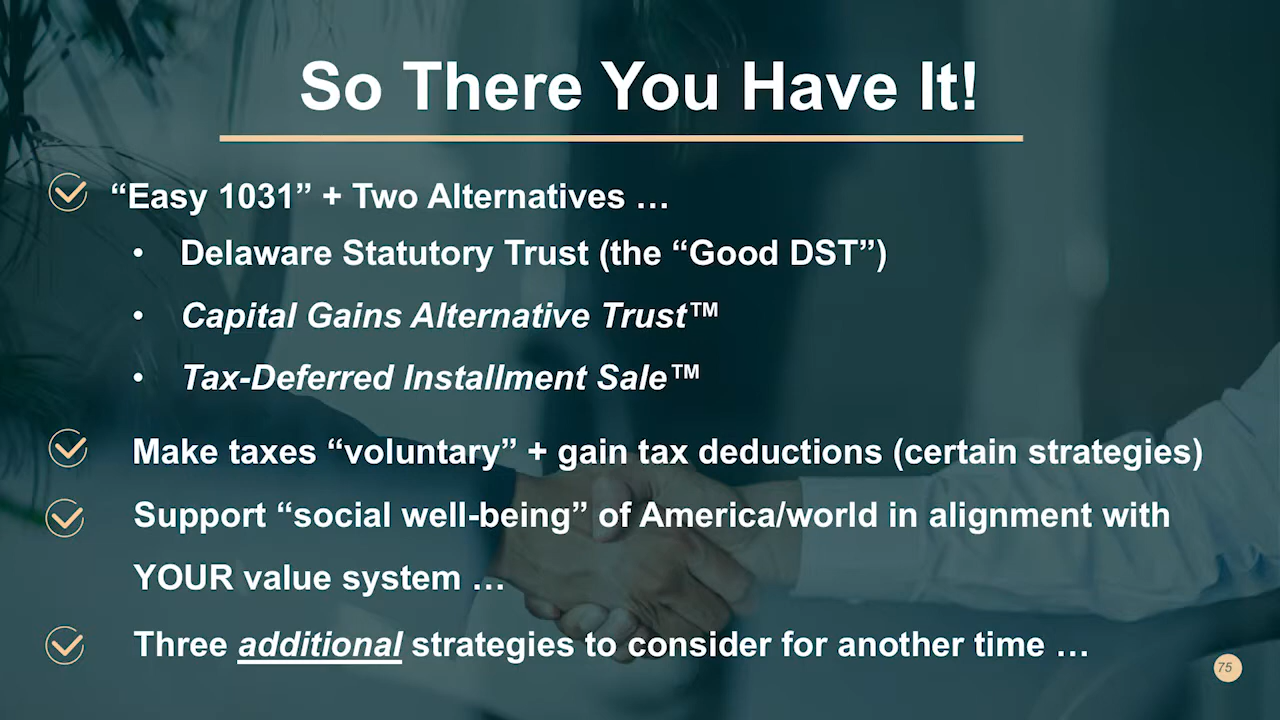 So There You Have It!
“Easy 1031” + Two Alternatives …
• Delaware Statutory Trust (the “Good DST”)
• Capital Gains Alternative Trust™
• Tax-Deferred Installment Sale™
Make taxes “voluntary” + gain tax deductions (certain strategies)
Support “social well-being” of America/world in alignment with
YOUR value system …
Three additional strategies to consider for another time …
75